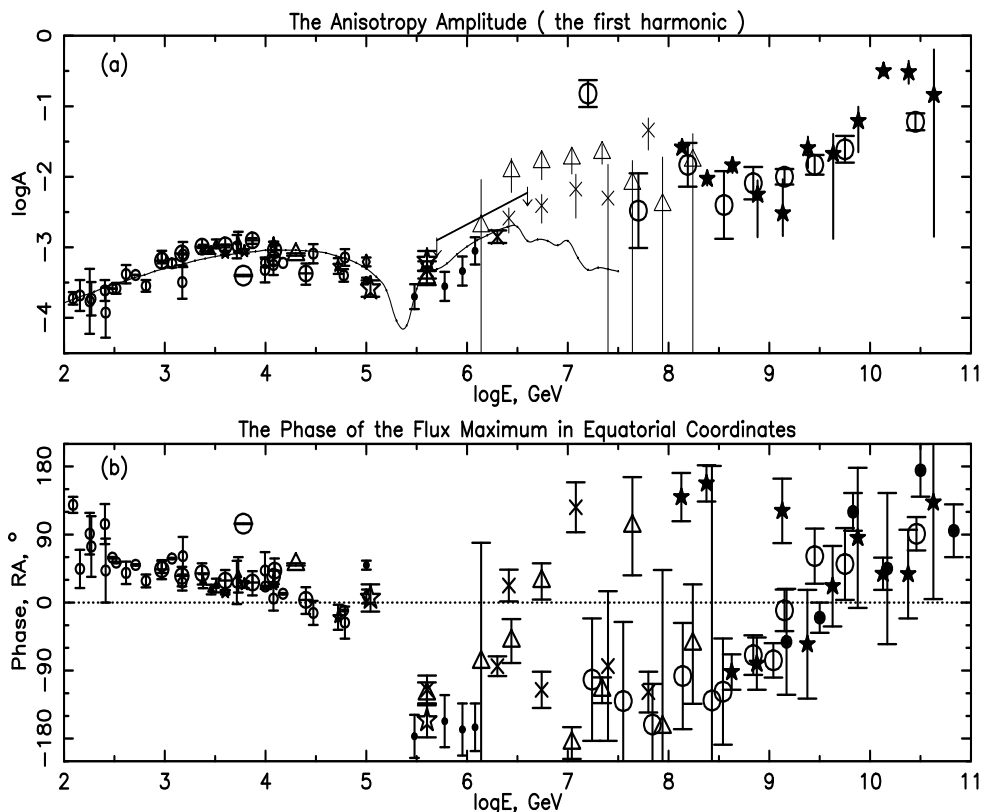 The Anisotropy Amplitude ( the first harmonic )
(a)
0
−1
−2
−3
−4
logA
2 3 4 5 6 7 8 9 10 11
logE, GeV
The Phase of the Flux Maximum in Equatorial Coordinates
(b)
180
90
0
−90
−180
Phase, RA, °
2 3 4 5 6 7 8 9 10 11
logE, GeV